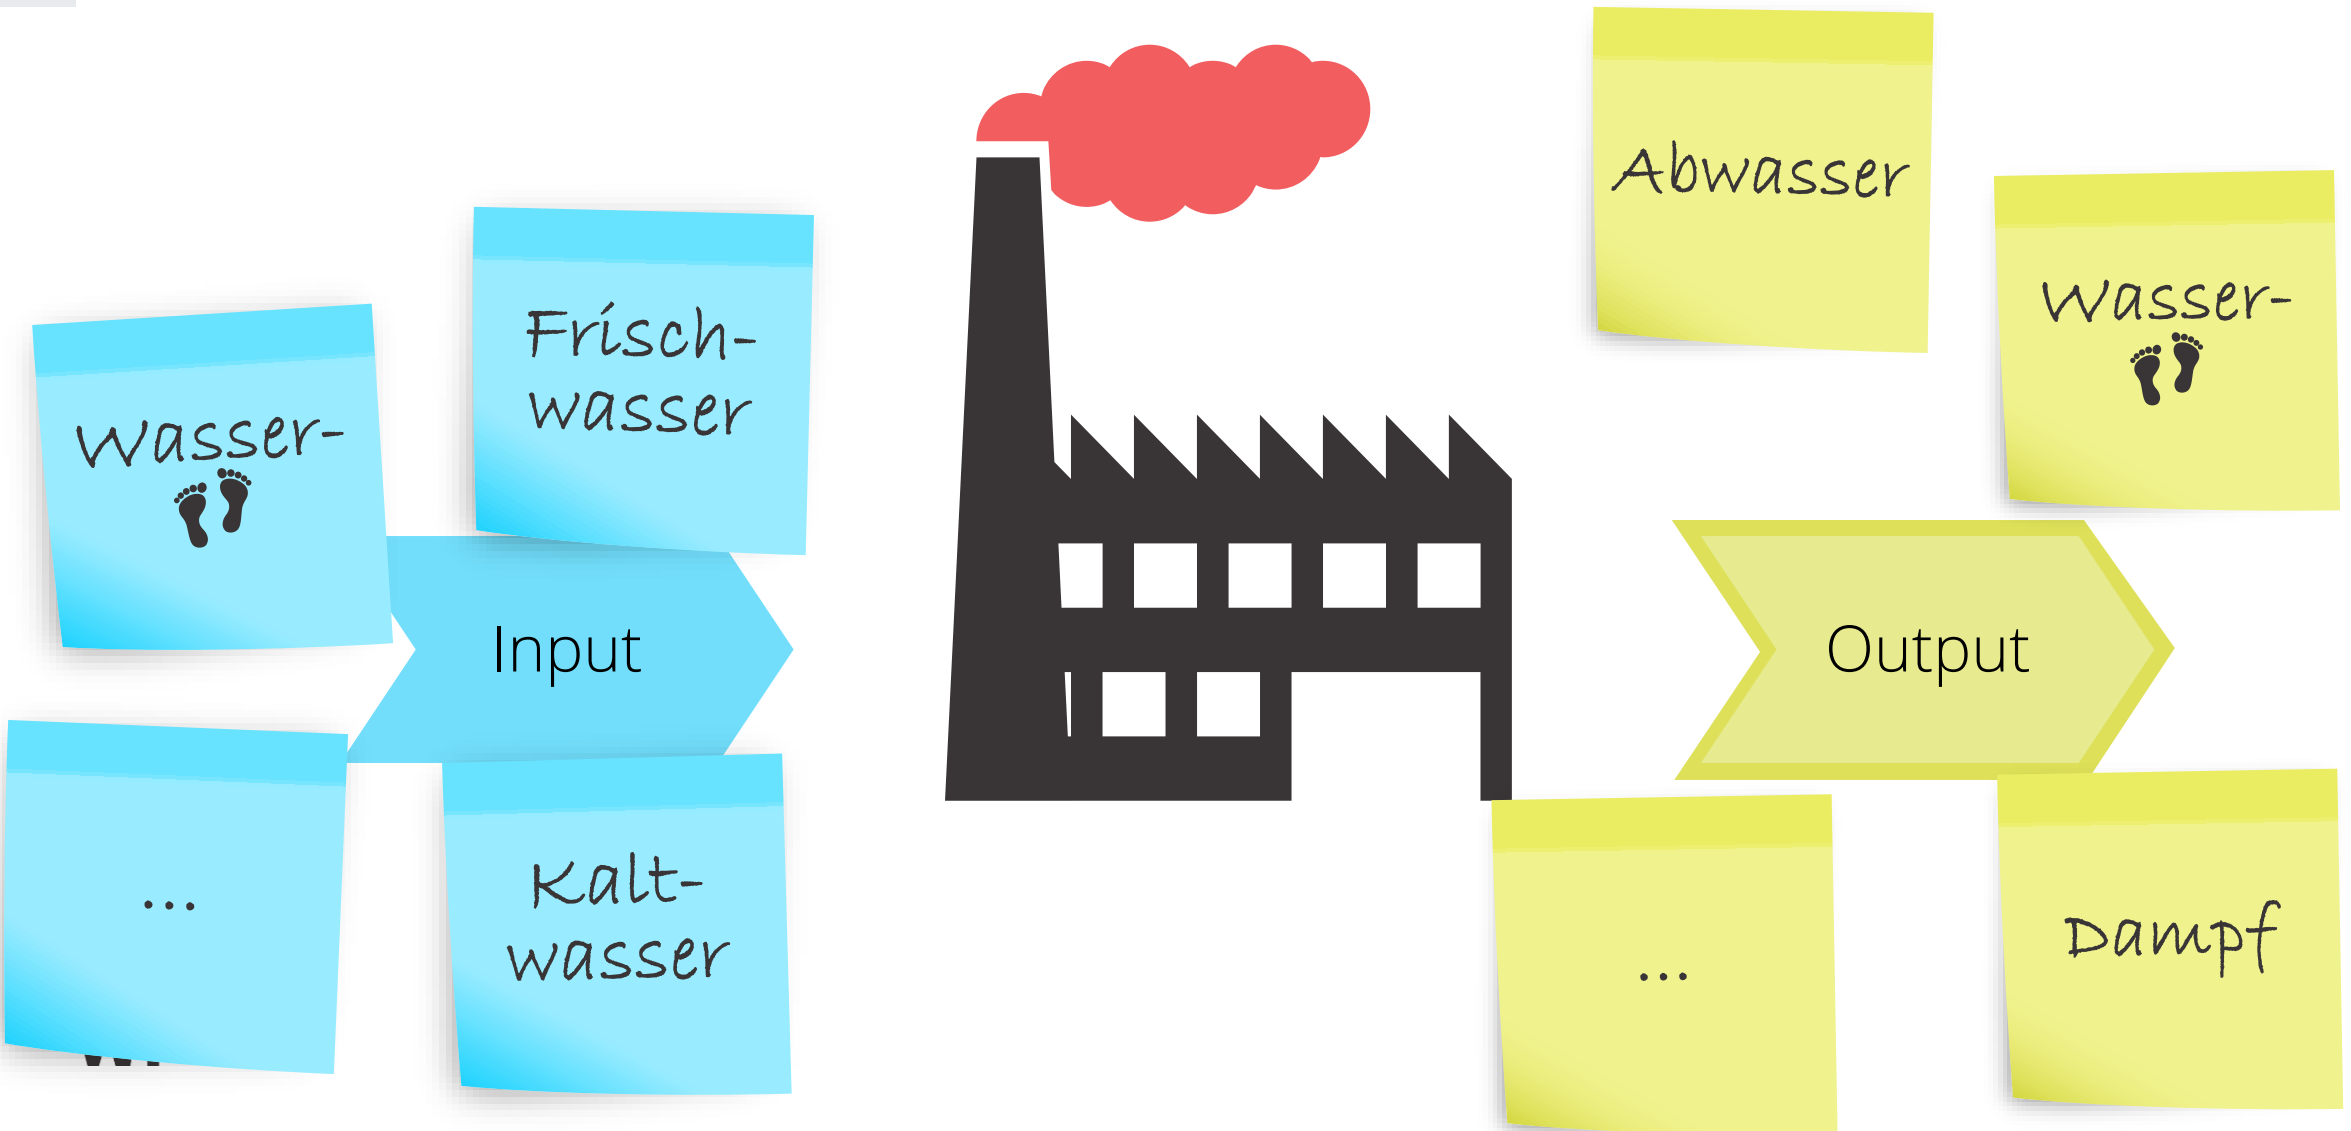 Wasser-
Frisch-
wasser
Input
...
Kalt-
wasser
Abwasser
Wasser-
Output
...
Dampf